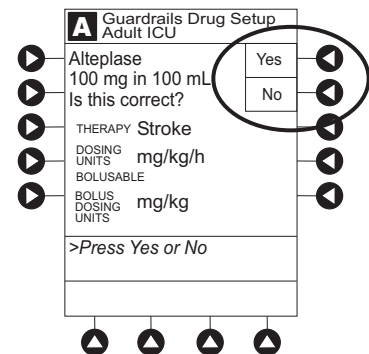 A Guardrails Drug Setup
Adult ICU
Alteplase
Yes
100 mg in 100 mL
Is this correct?
No
THERAPY Stroke
DOSING
UNITS mg/kg/h
BOLUSABLE
BOLUS
DOSING
UNITS mg/kg
>Press Yes or No